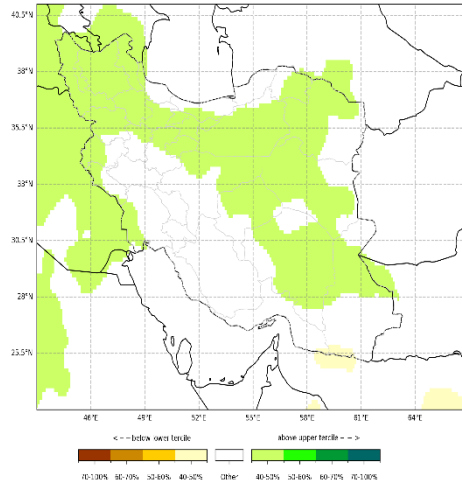 40.5°N
38°N
35.5°N
33°N
30.5°N
28°N
25.5°N
46°E 49°E 52°E 55°E 58°E 61°E 64°E
< -- below lower tercile above upper tercile -- >
70-100% 60-70% 50-60% 40-50% Other 40-50% 50-60% 60-70% 70-100%